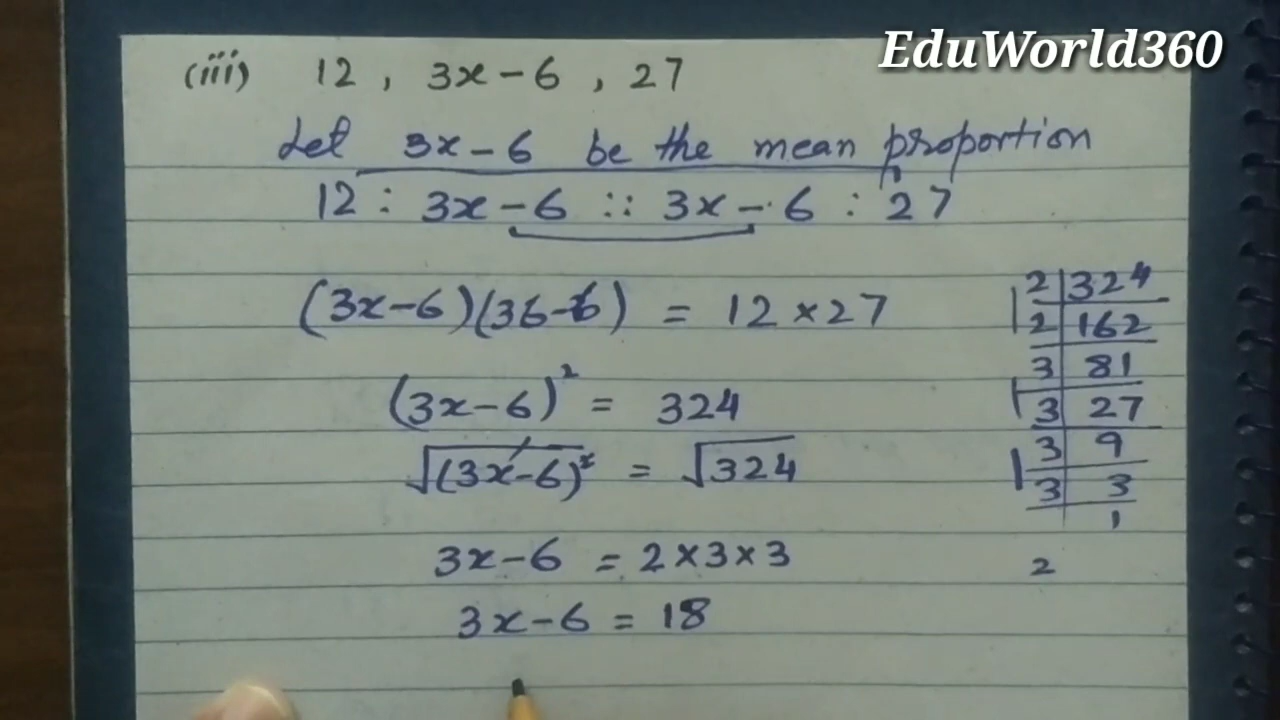 EduWorld360
(iii) 12 , 3x - 6 , 27
Let 3x - 6 be the mean proportion
12 : 3x - 6 :: 3x - 6 : 27
(3x - 6)(36 - 6) = 12 × 27
(3x - 6)² = 324
√(3x - 6)² = √324
3x - 6 = 2 × 3 × 3
3x - 6 = 18
2 | 324
2 | 162
3 | 81
3 | 27
3 | 9
3 | 3
1
2